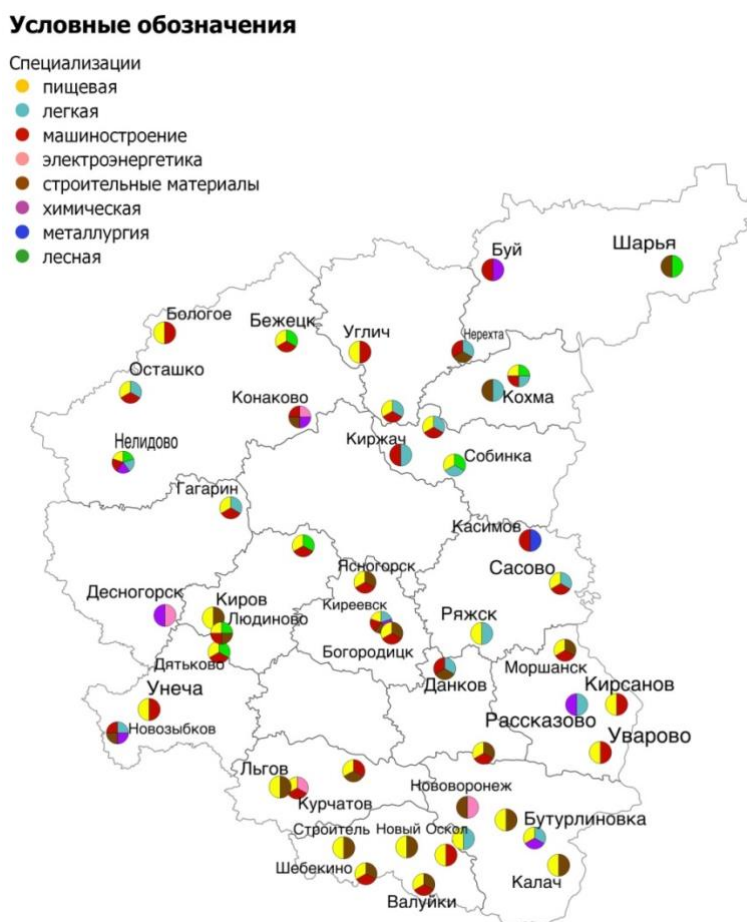 Условные обозначения
Специализации
пищевая
легкая
машиностроение
электроэнергетика
строительные материалы
химическая
металлургия
лесная
Буй
Шарья
Бологое
Бежецк
Углич
Нерехта
Осташко
Конаково
Кохма
Нелидово
Киржач
Собинка
Гагарин
Касимов
Ясногорск
Сасово
Десногорск
Киров
Киреевск
Людиново
Ряжск
Богородицк
Дятьково
Данков
Моршанск
Унеча
Кирсанов
Рассказово
Новозыбков
Уварово
Льгов
Нововоронеж
Курчатов
Бутурлиновка
Строитель
Новый Оскол
Шебекино
Калач
Валуйки